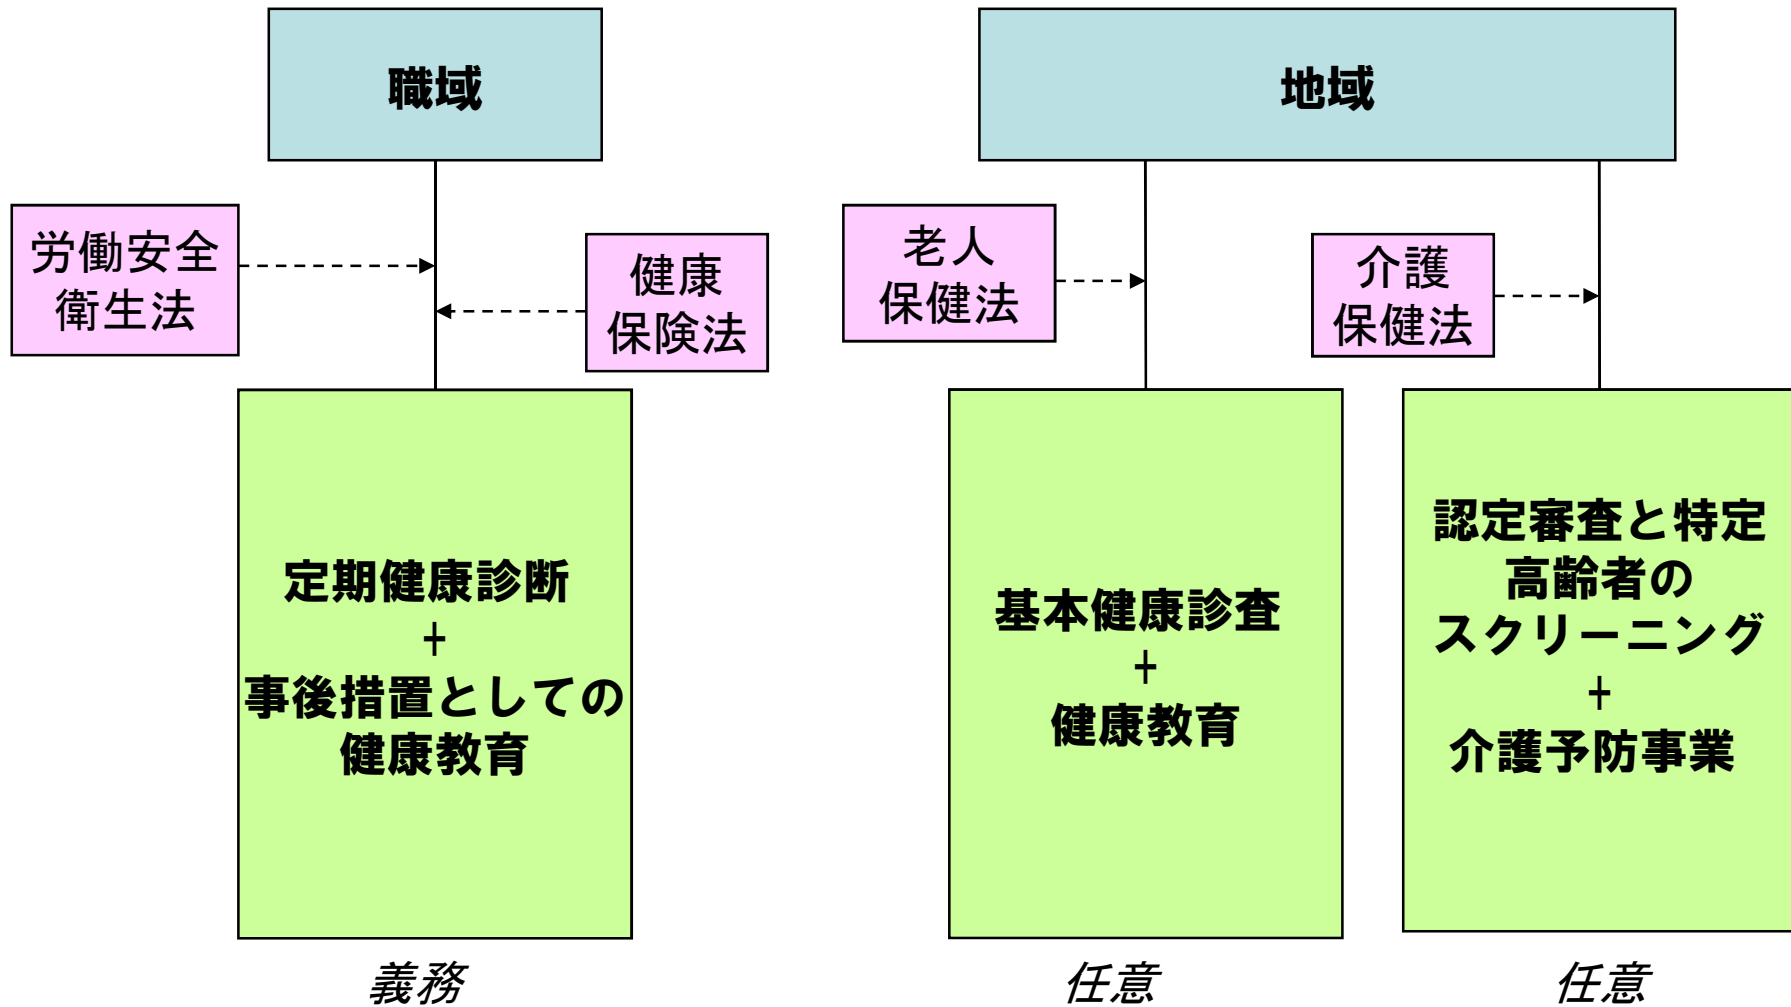 職域
地域
労働安全
衛生法
健康
保険法
老人
保健法
介護
保健法
定期健康診断
+
事後措置としての
健康教育
基本健康診査
+
健康教育
認定審査と特定
高齢者の
スクリーニング
+
介護予防事業
義務
任意
任意